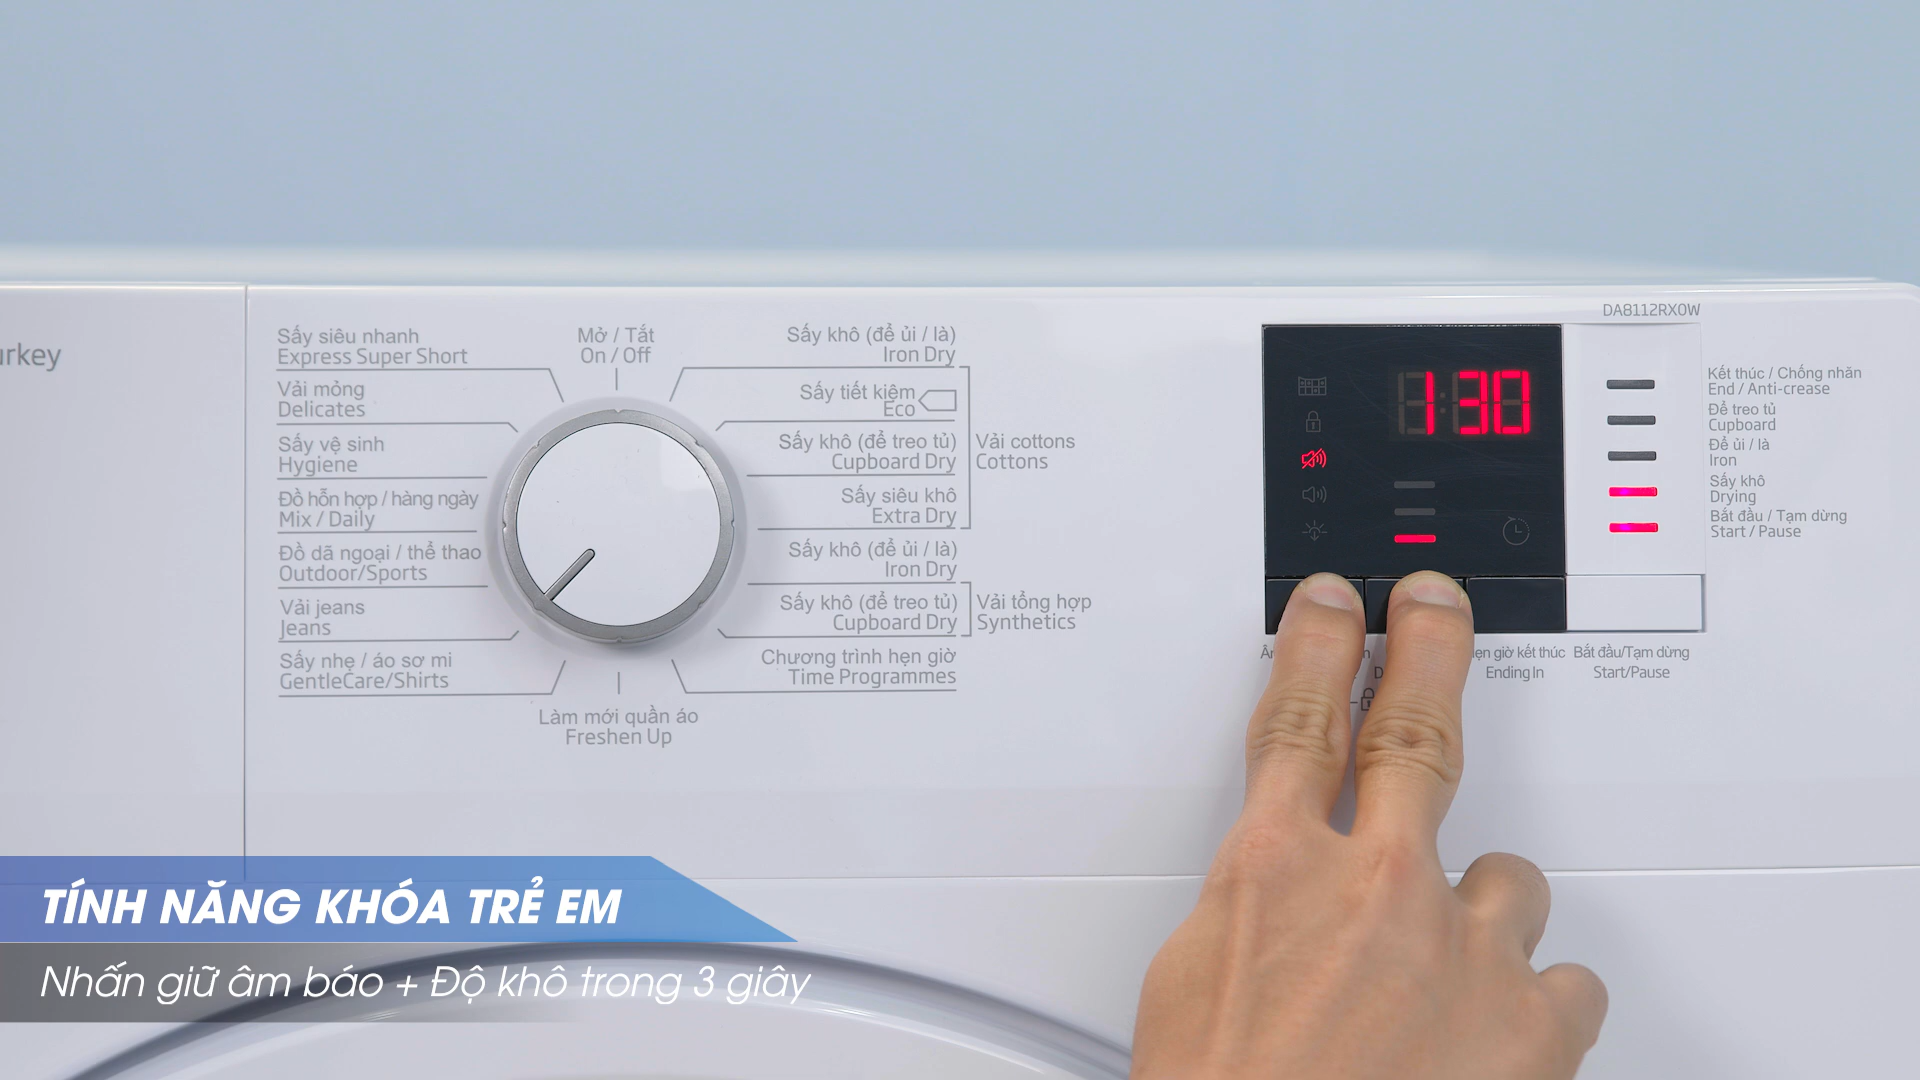 urkey
Sấy siêu nhanh
Express Super Short
Vải mỏng
Delicates
Sấy vệ sinh
Hygiene
Đồ hỗn hợp / hàng ngày
Mix / Daily
Đồ dã ngoại / thể thao
Outdoor/Sports
Vải jeans
Jeans
Sấy nhẹ / áo sơ mi
GentleCare/Shirts
Mở / Tắt
On / Off
Làm mới quần áo
Freshen Up
Sấy khô (để ủi / là)
Iron Dry
Sấy tiết kiệm
Eco
Sấy khô (để treo tủ)
Cupboard Dry
Sấy siêu khô
Extra Dry
Vải cottons
Cottons
Sấy khô (để ủi / là)
Iron Dry
Sấy khô (để treo tủ)
Cupboard Dry
Vải tổng hợp
Synthetics
Chương trình hẹn giờ
Time Programmes
DA8112RX0W
130
Kết thúc / Chống nhăn
End / Anti-crease
Để treo tủ
Cupboard
Để ủi / là
Iron
Sấy khô
Drying
Bắt đầu / Tạm dừng
Start / Pause
ẹn giờ kết thúc
Ending In
Bắt đầu/Tạm dừng
Start/Pause
TÍNH NĂNG KHÓA TRẺ EM
Nhấn giữ âm báo + Độ khô trong 3 giây